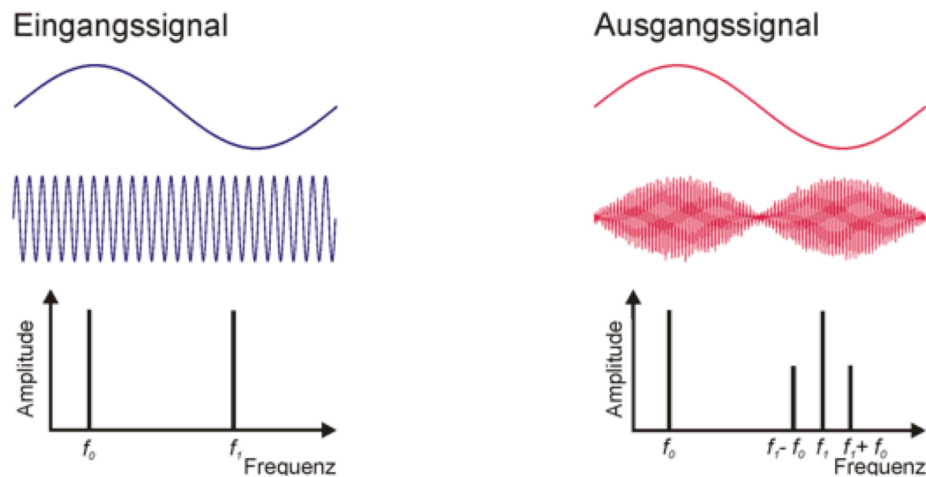 Eingangssignal
Amplitude
f₀
f₁
Frequenz
Ausgangssignal
Amplitude
f₀
f₁- f₀
f₁
f₁+ f₀
Frequenz